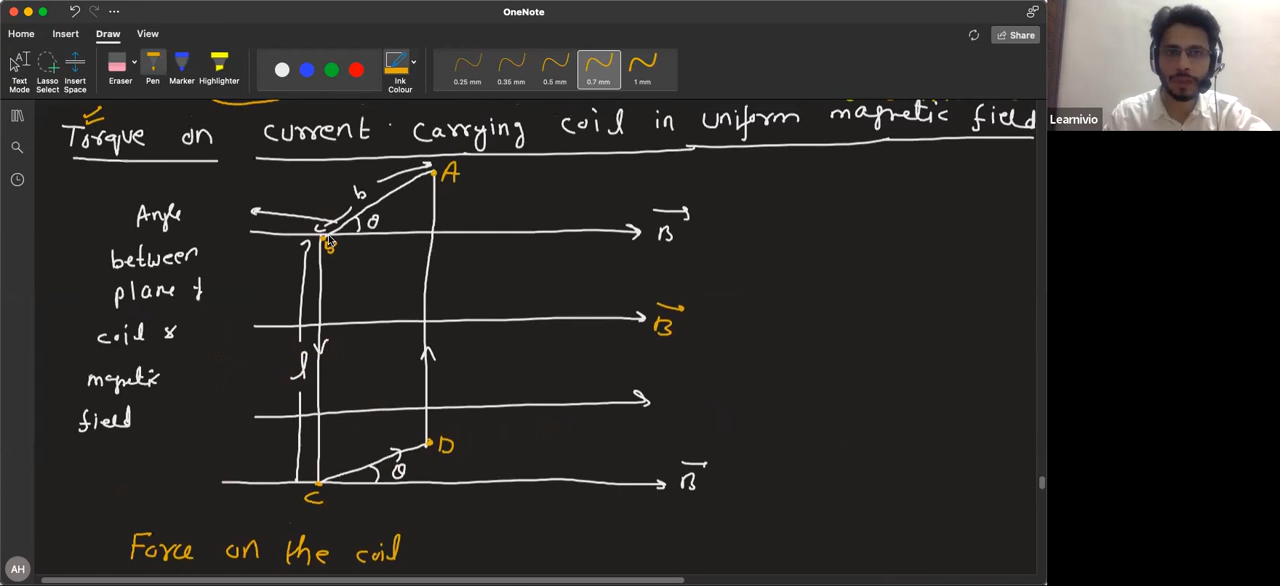 OneNote
Home Insert Draw View
Share
Text Mode
Lasso Select
Insert Space
Eraser
Pen
Marker
Highlighter
Ink Colour
0.25 mm
0.35 mm
0.5 mm
0.7 mm
1 mm
Learnivio
Torque on current carrying coil in uniform magnetic field
A
b
θ
B
B
Angle
between
plane of
coil &
magnetic
field
B
l
D
θ
C
B
Force on the coil
AH